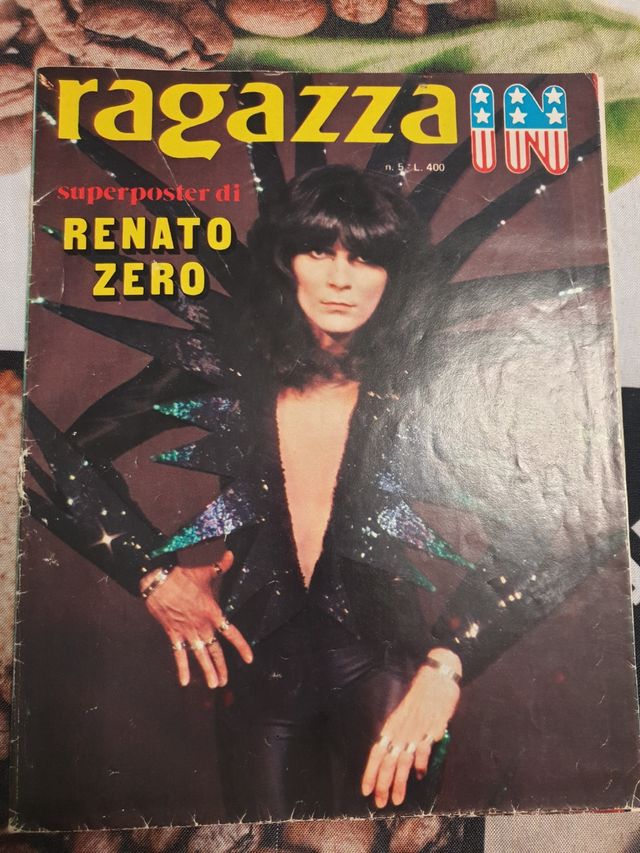 ragazza IN
n. 5 - L. 400
superposter di
RENATO
ZERO